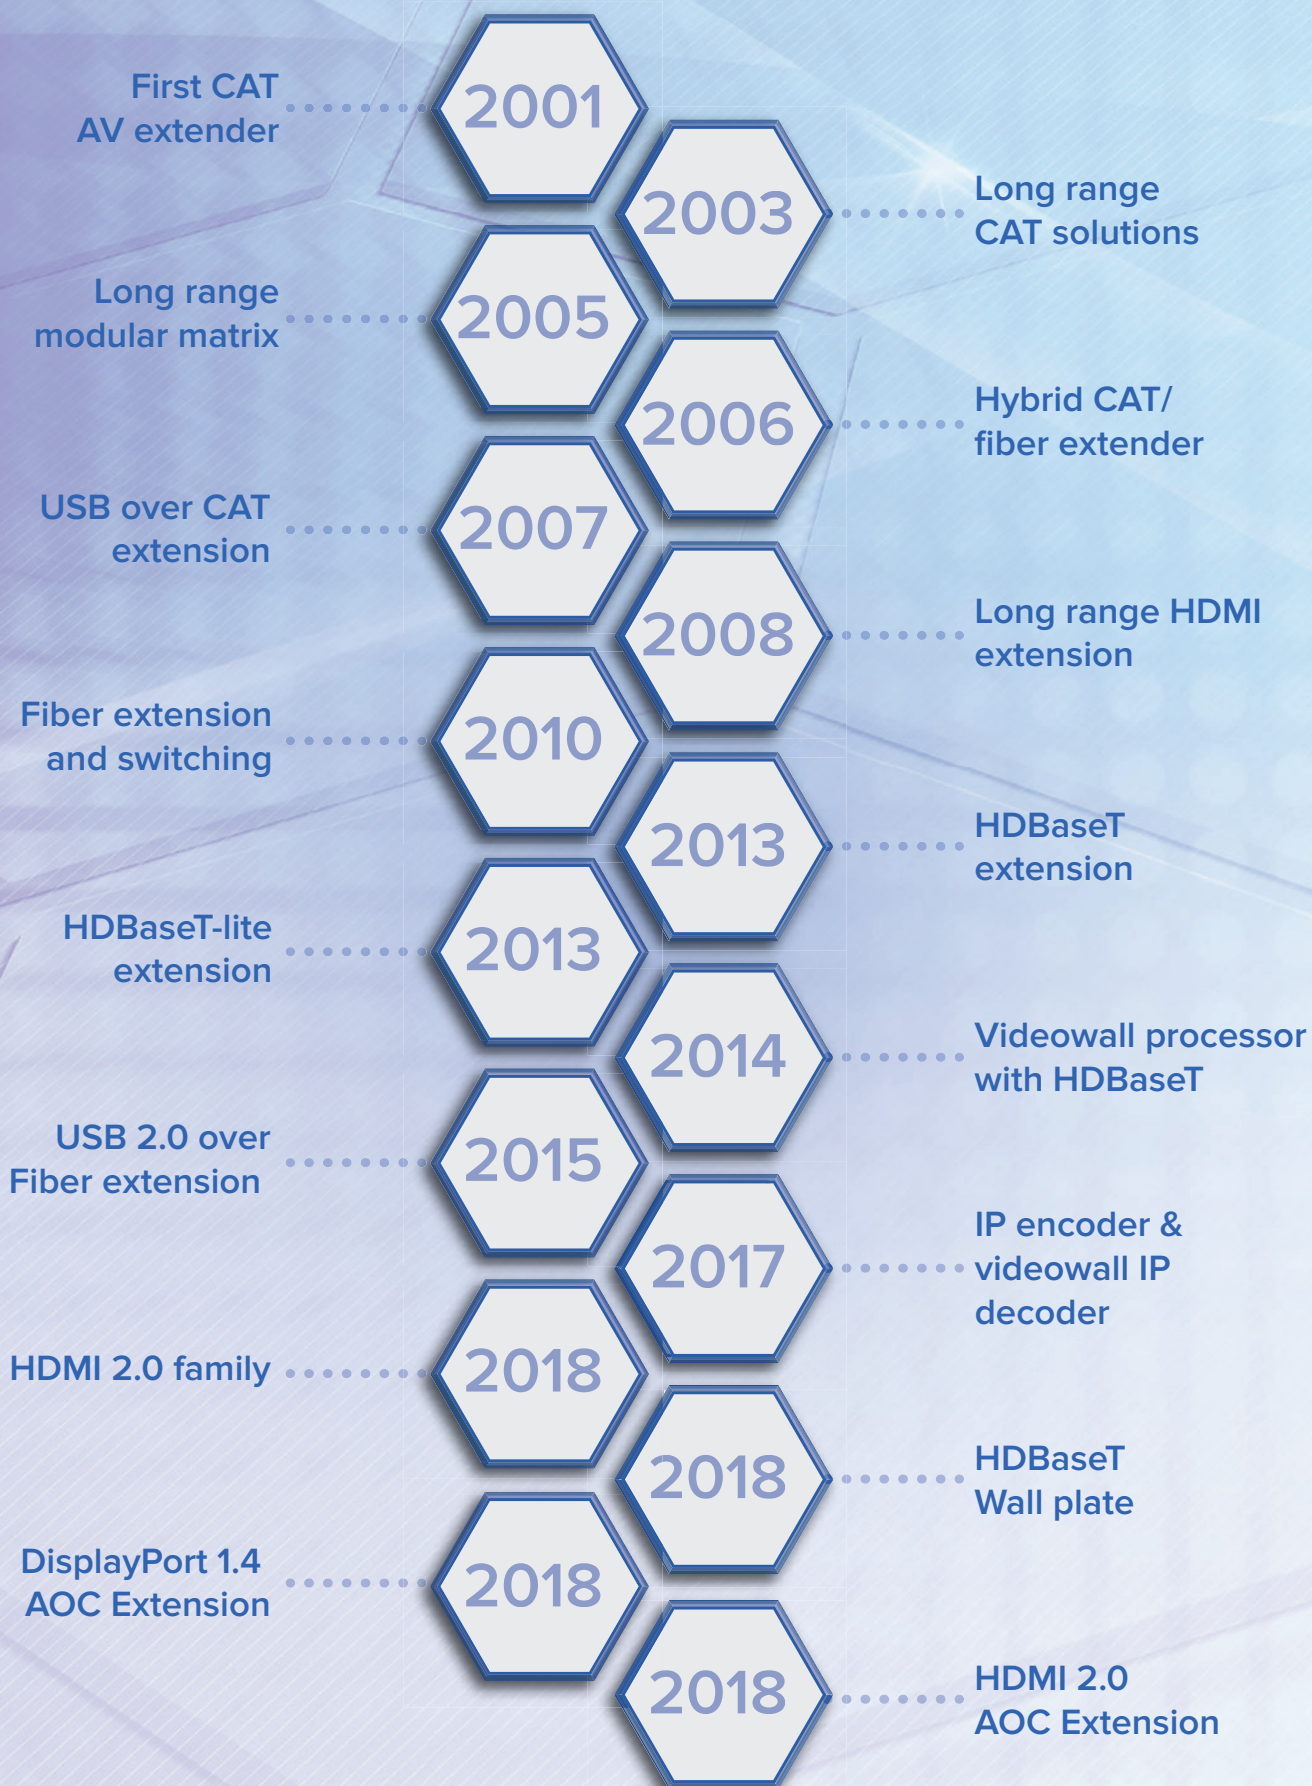 First CAT
AV extender
2001
2003
Long range
CAT solutions
Long range
modular matrix
2005
2006
Hybrid CAT/
fiber extender
USB over CAT
extension
2007
2008
Long range HDMI
extension
Fiber extension
and switching
2010
2013
HDBaseT
extension
HDBaseT-lite
extension
2013
2014
Videowall processor
with HDBaseT
USB 2.0 over
Fiber extension
2015
2017
IP encoder &
videowall IP
decoder
HDMI 2.0 family
2018
2018
HDBaseT
Wall plate
DisplayPort 1.4
AOC Extension
2018
2018
HDMI 2.0
AOC Extension